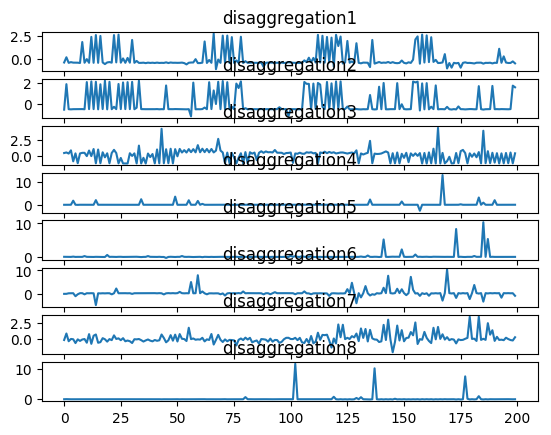 disaggregation1
2.5
0.0
disaggregation2
2
0
disaggregation3
2.5
0.0
disaggregation4
10
0
disaggregation5
10
0
disaggregation6
10
0
disaggregation7
2.5
0.0
disaggregation8
10
0
0 25 50 75 100 125 150 175 200